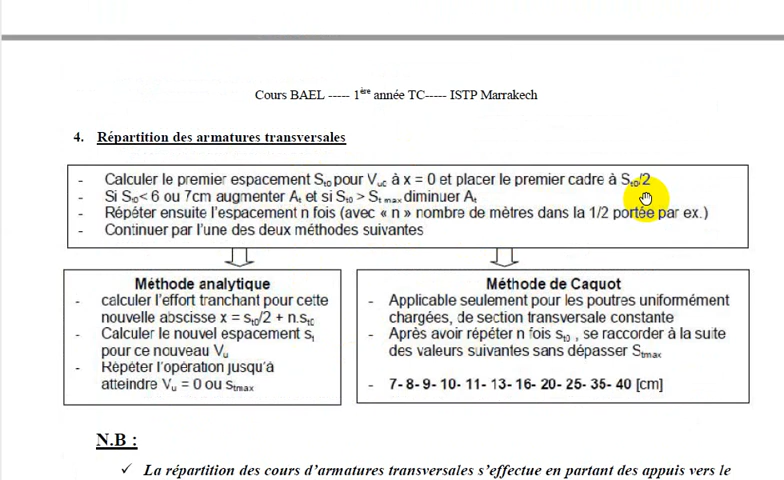 Cours BAEL ----- 1ère année TC----- ISTP Marrakech
4. Répartition des armatures transversales
- Calculer le premier espacement St0 pour Vuc à x = 0 et placer le premier cadre à St0/2
- Si St0< 6 ou 7cm augmenter At et si St0 > St max diminuer At
- Répéter ensuite l'espacement n fois (avec « n » nombre de mètres dans la 1/2 portée par ex.)
- Continuer par l'une des deux méthodes suivantes
Méthode analytique
- calculer l'effort tranchant pour cette
nouvelle abscisse x = st0/2 + n.st0
- Calculer le nouvel espacement st
pour ce nouveau Vu
- Rèpéter l'opération jusqu'à
atteindre Vu = 0 ou Stmax
Méthode de Caquot
- Applicable seulement pour les poutres uniformément
chargées, de section transversale constante
- Après avoir répéter n fois st0 , se raccorder à la suite
des valeurs suivantes sans dépasser Stmax
- 7- 8- 9- 10- 11- 13- 16- 20- 25- 35- 40 [cm]
N.B :
✓ La répartition des cours d'armatures transversales s'effectue en partant des appuis vers le